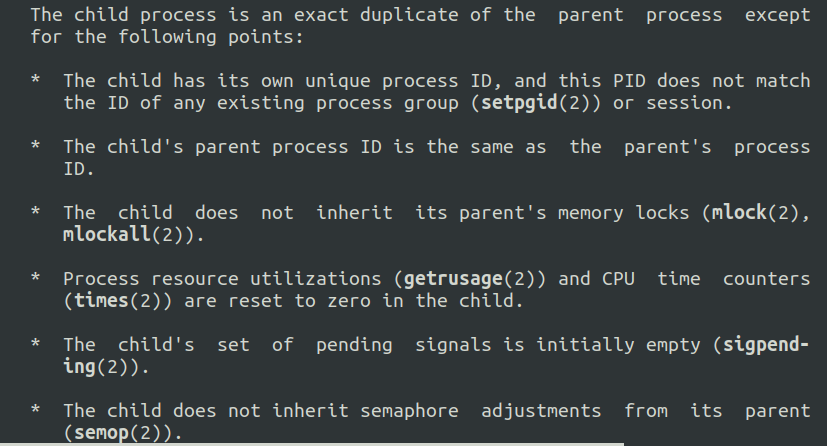 The child process is an exact duplicate of the parent process except
for the following points:
* The child has its own unique process ID, and this PID does not match
the ID of any existing process group (setpgid(2)) or session.
* The child's parent process ID is the same as the parent's process
ID.
* The child does not inherit its parent's memory locks (mlock(2),
mlockall(2)).
* Process resource utilizations (getrusage(2)) and CPU time counters
(times(2)) are reset to zero in the child.
* The child's set of pending signals is initially empty (sigpend-
ing(2)).
* The child does not inherit semaphore adjustments from its parent
(semop(2)).